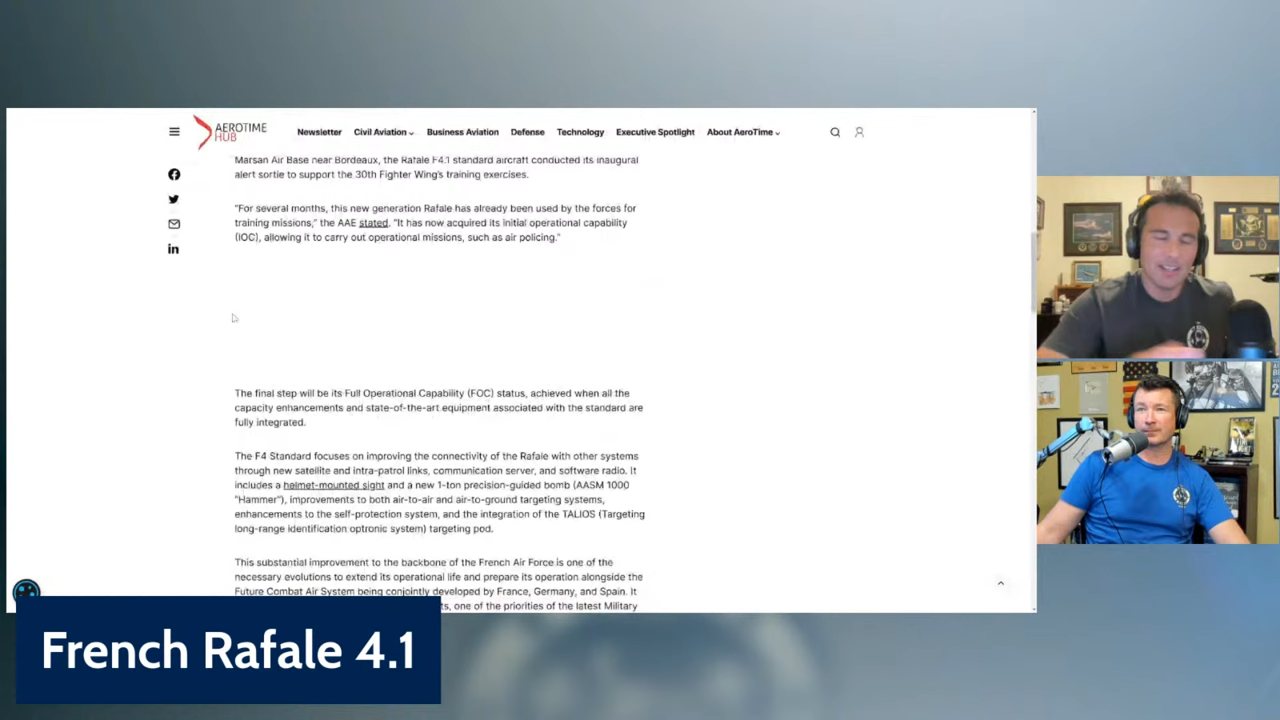 AEROTIME
HUB
Newsletter Civil Aviation Business Aviation Defense Technology Executive Spotlight About AeroTime
Marsan Air Base near Bordeaux, the Rafale F4.1 standard aircraft conducted its inaugural
alert sortie to support the 30th Fighter Wing's training exercises.
"For several months, this new generation Rafale has already been used by the forces for
training missions," the AAE stated. "It has now acquired its initial operational capability
(IOC), allowing it to carry out operational missions, such as air policing."
The final step will be its Full Operational Capability (FOC) status, achieved when all the
capacity enhancements and state-of-the-art equipment associated with the standard are
fully integrated.
The F4 Standard focuses on improving the connectivity of the Rafale with other systems
through new satellite and intra-patrol links, communication server, and software radio. It
includes a helmet-mounted sight and a new 1-ton precision-guided bomb (AASM 1000
"Hammer"), improvements to both air-to-air and air-to-ground targeting systems,
enhancements to the self-protection system, and the integration of the TALIOS (Targeting
long-range identification optronic system) targeting pod.
This substantial improvement to the backbone of the French Air Force is one of the
necessary evolutions to extend its operational life and prepare its operation alongside the
Future Combat Air System being conjointly developed by France, Germany, and Spain. It
ts, one of the priorities of the latest Military
French Rafale 4.1